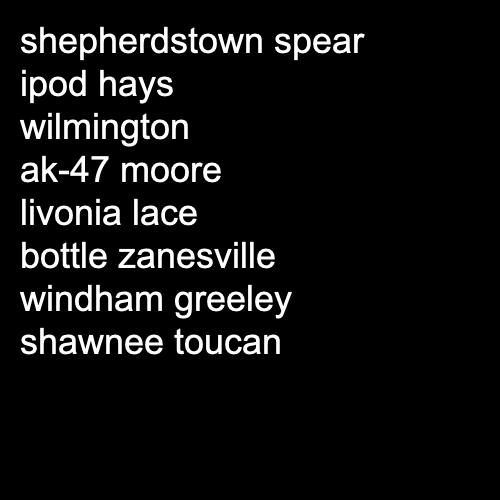 shepherdstown spear
ipod hays
wilmington
ak-47 moore
livonia lace
bottle zanesville
windham greeley
shawnee toucan